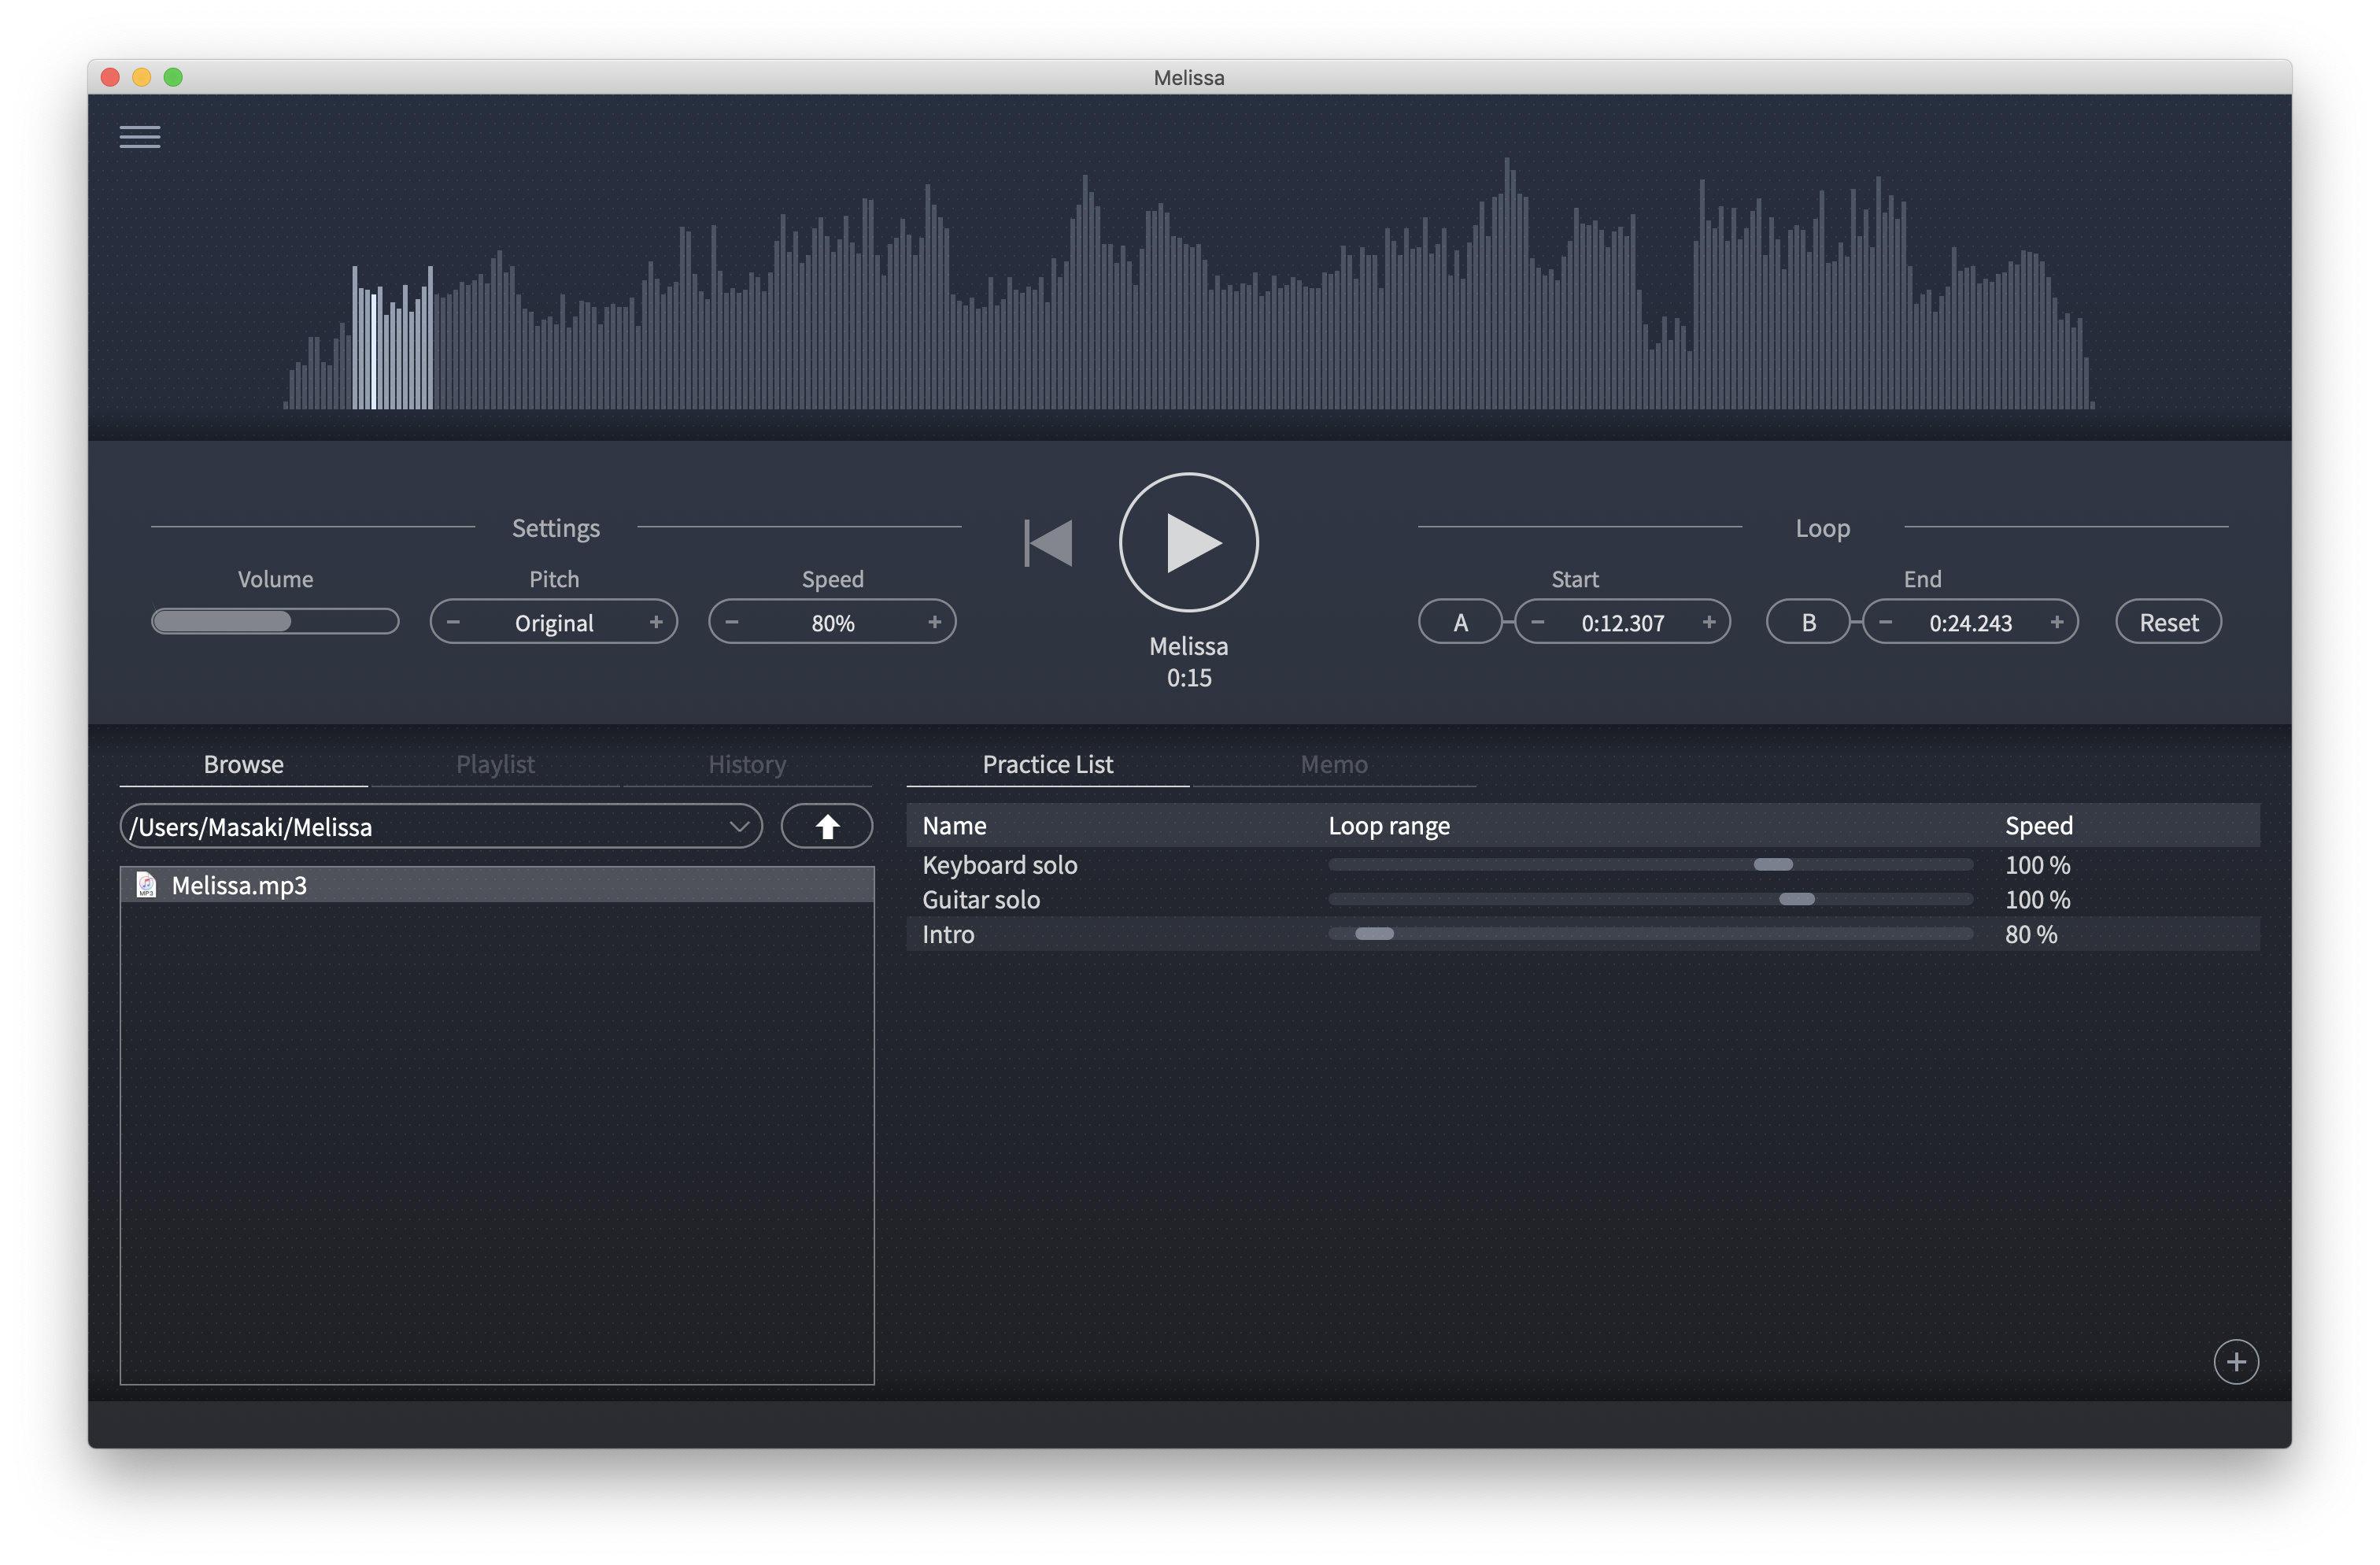 Melissa
Settings
Volume Pitch Speed
− Original + − 80% +
Melissa
0:15
Loop
Start End
A − 0:12.307 + B − 0:24.243 + Reset
Browse Playlist History
/Users/Masaki/Melissa
MP3 Melissa.mp3
Practice List Memo
Name Loop range Speed
Keyboard solo 100 %
Guitar solo 100 %
Intro 80 %
+